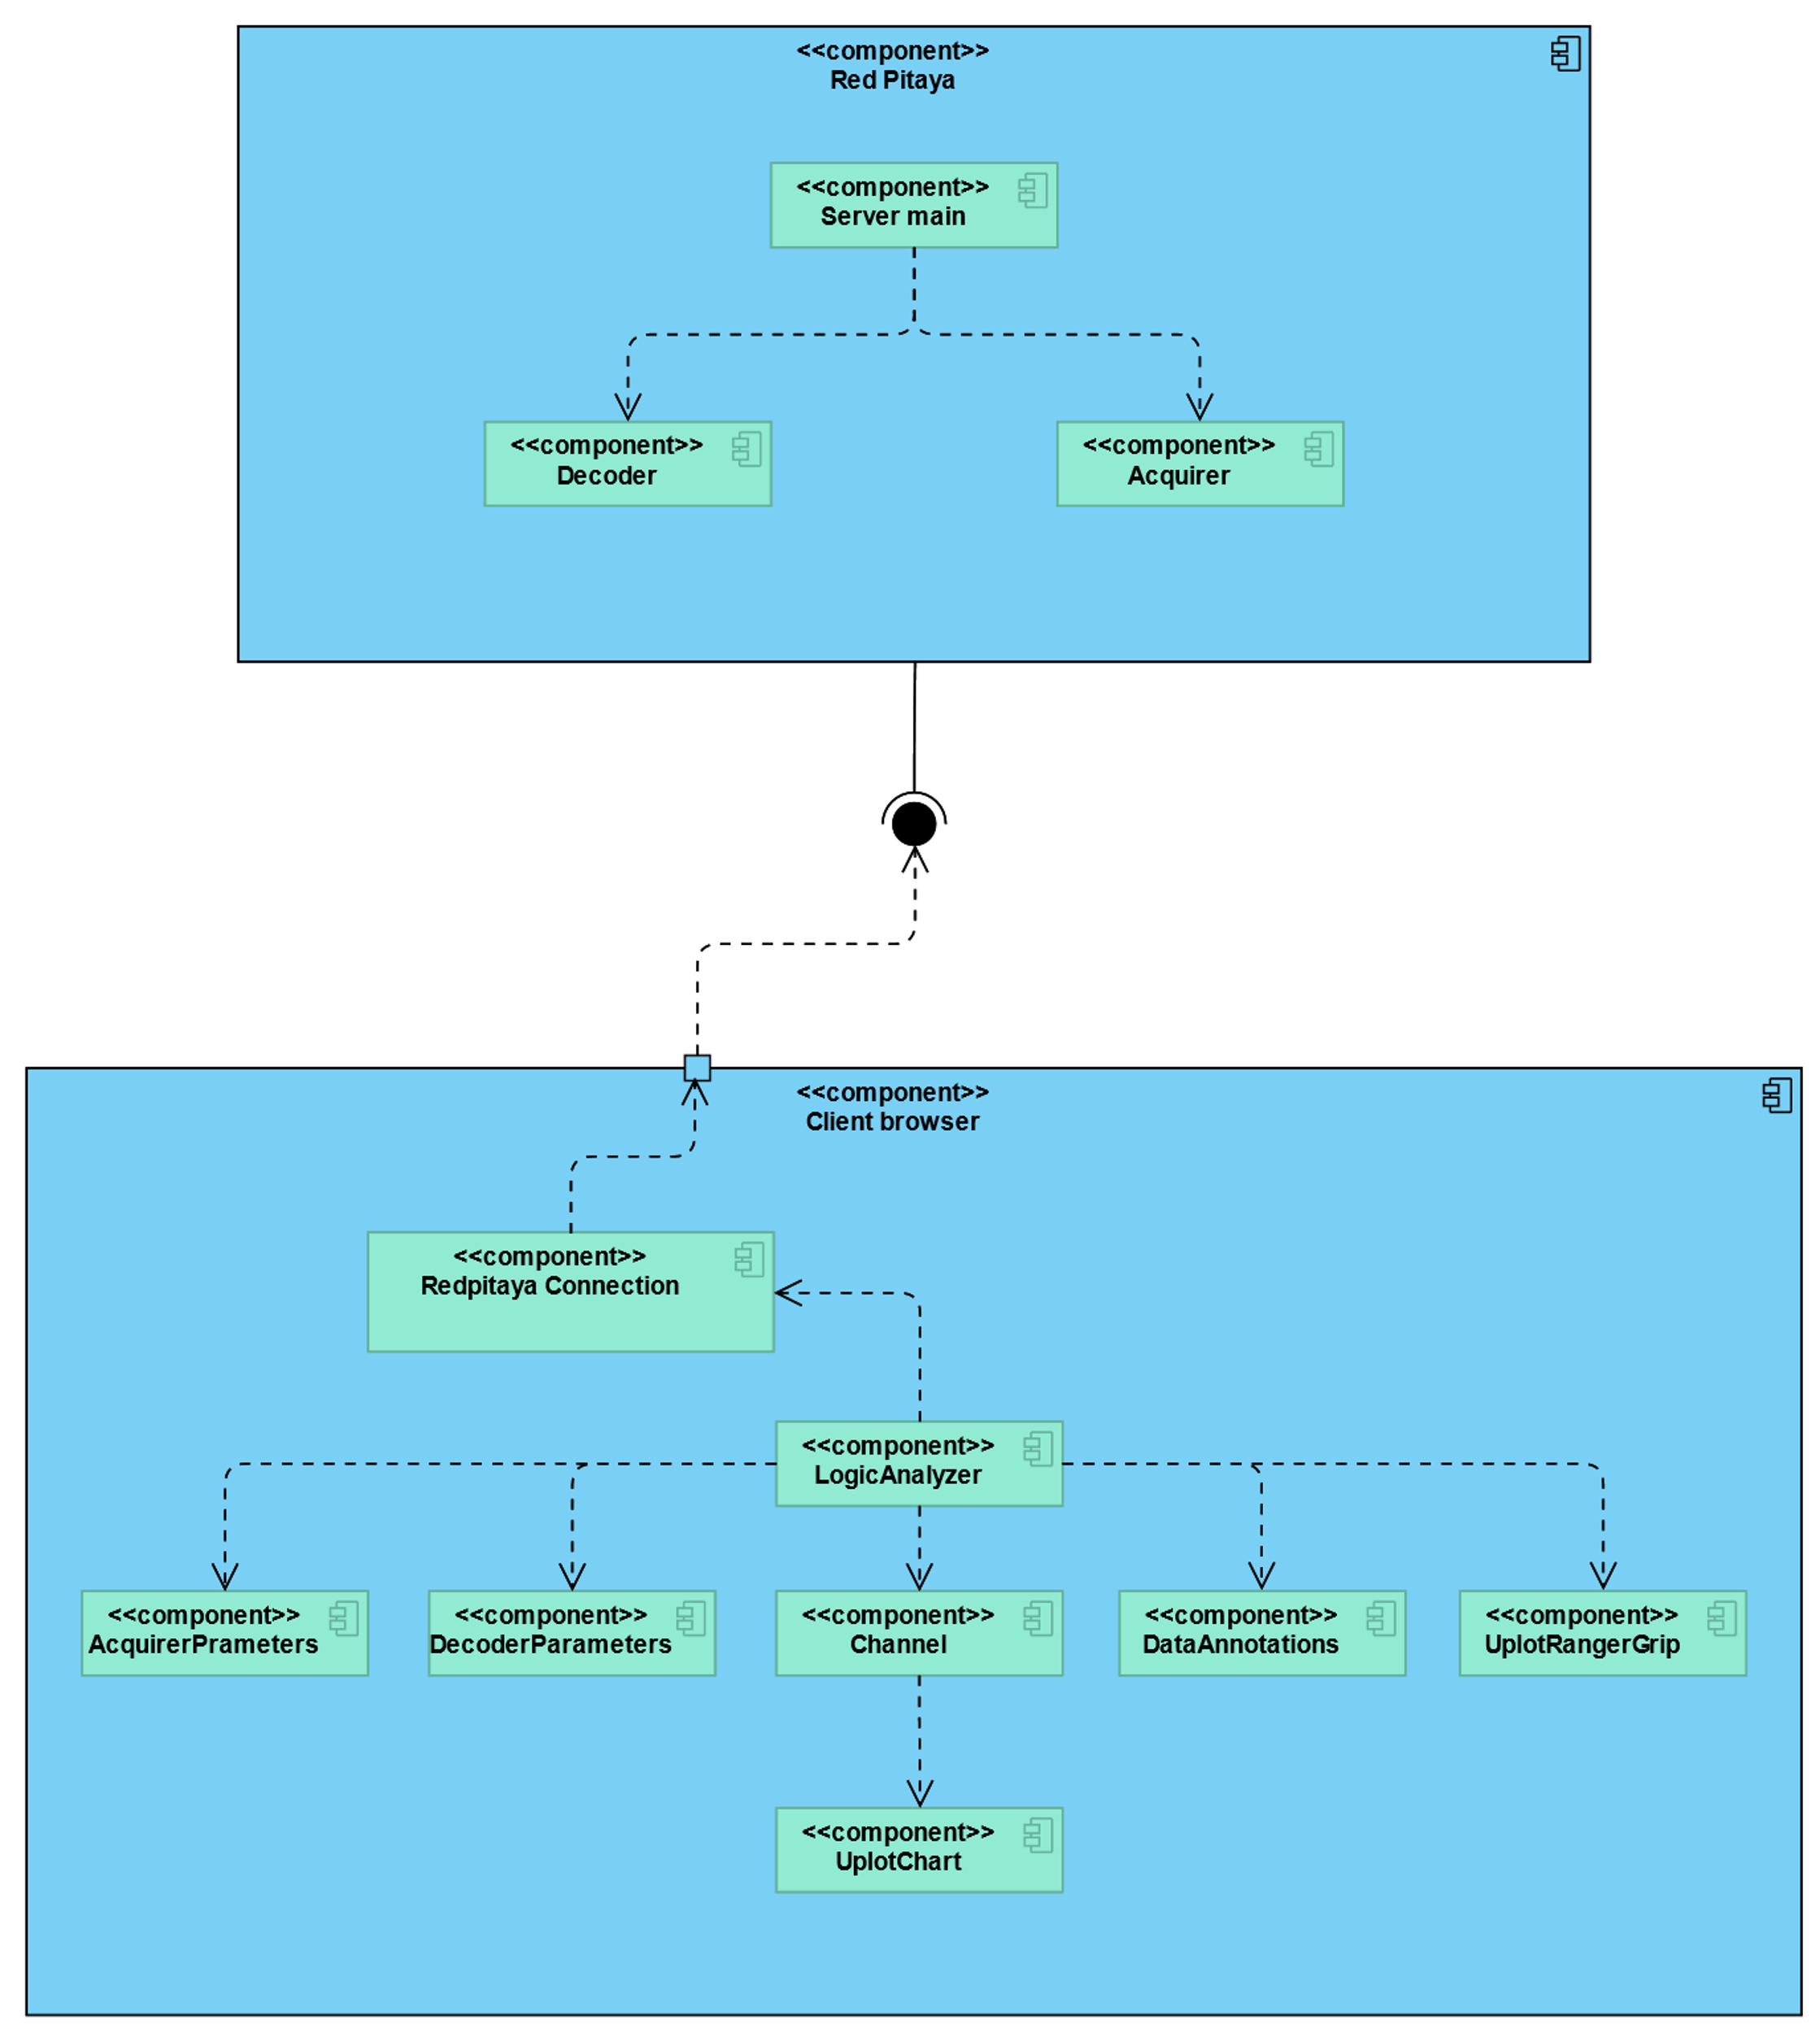 <<component>>
Red Pitaya
<<component>>
Server main
<<component>>
Decoder
<<component>>
Acquirer
<<component>>
Client browser
<<component>>
Redpitaya Connection
<<component>>
LogicAnalyzer
<<component>>
AcquirerPrameters
<<component>>
DecoderParameters
<<component>>
Channel
<<component>>
DataAnnotations
<<component>>
UplotRangerGrip
<<component>>
UplotChart